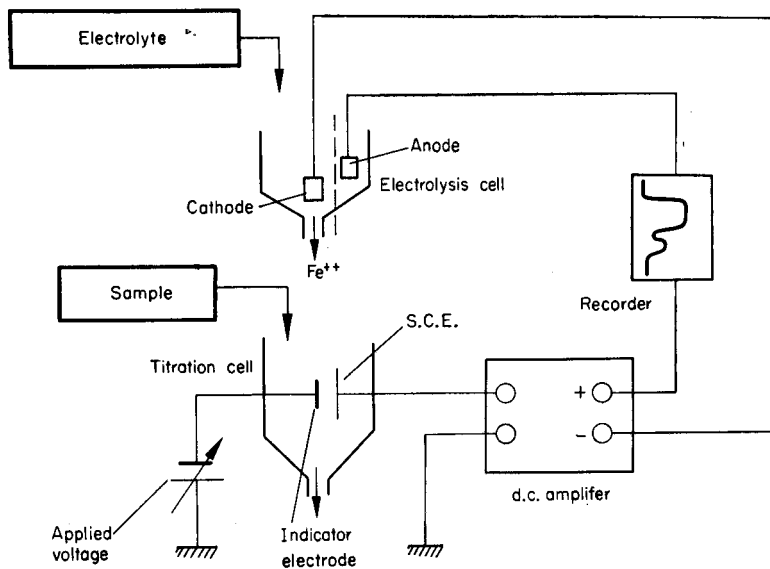 Electrolyte
Anode
Electrolysis cell
Cathode
Fe++
Sample
Recorder
S.C.E.
Titration cell
+
−
d.c. amplifer
Applied
voltage
Indicator
electrode